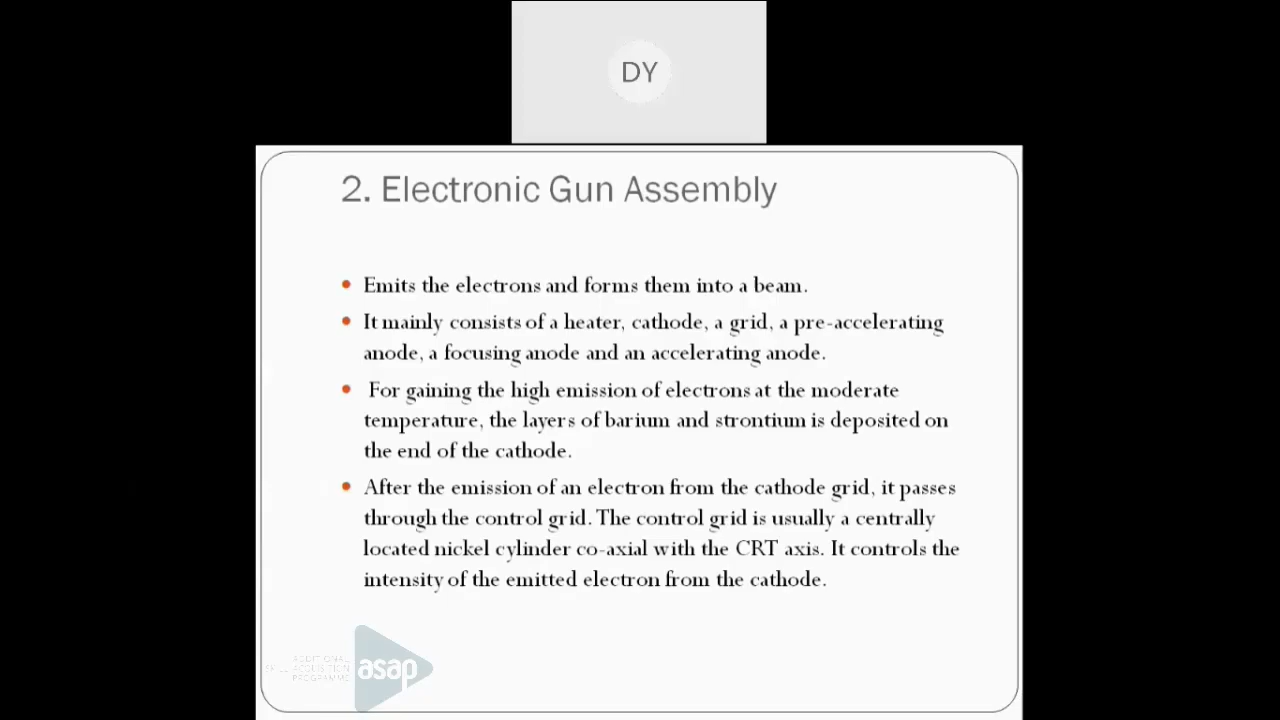 DY
2. Electronic Gun Assembly
Emits the electrons and forms them into a beam.
It mainly consists of a heater, cathode, a grid, a pre-accelerating
anode, a focusing anode and an accelerating anode.
For gaining the high emission of electrons at the moderate
temperature, the layers of barium and strontium is deposited on
the end of the cathode.
After the emission of an electron from the cathode grid, it passes
through the control grid. The control grid is usually a centrally
located nickel cylinder co-axial with the CRT axis. It controls the
intensity of the emitted electron from the cathode.
ADDITIONAL
SKILL ACQUISITION
PROGRAMME
asap